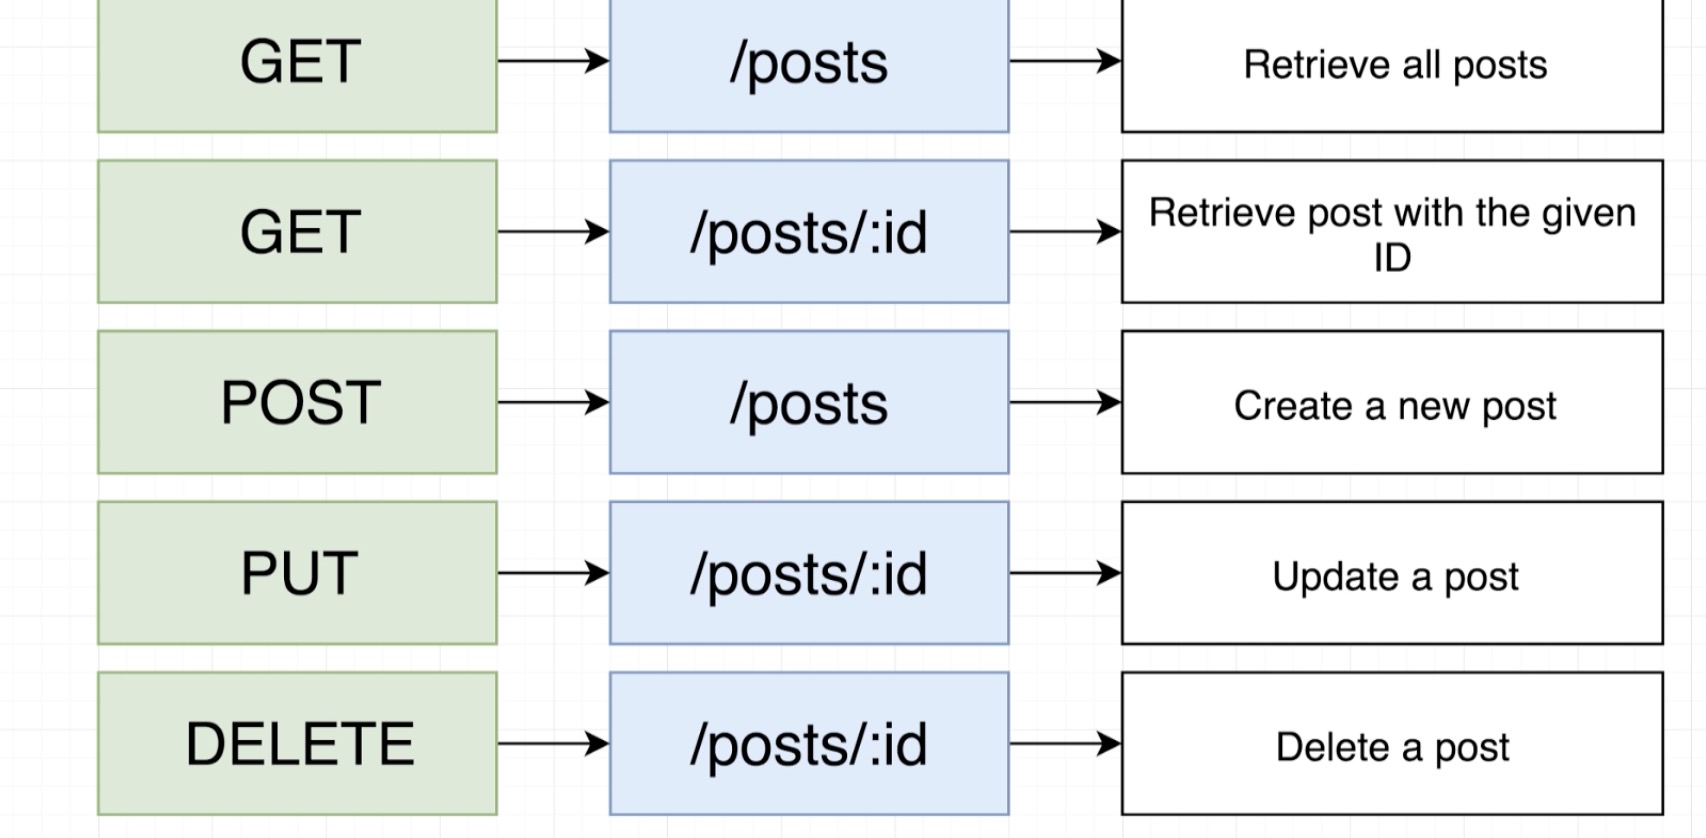 GET
/posts
Retrieve all posts
GET
/posts/:id
Retrieve post with the given
ID
POST
/posts
Create a new post
PUT
/posts/:id
Update a post
DELETE
/posts/:id
Delete a post